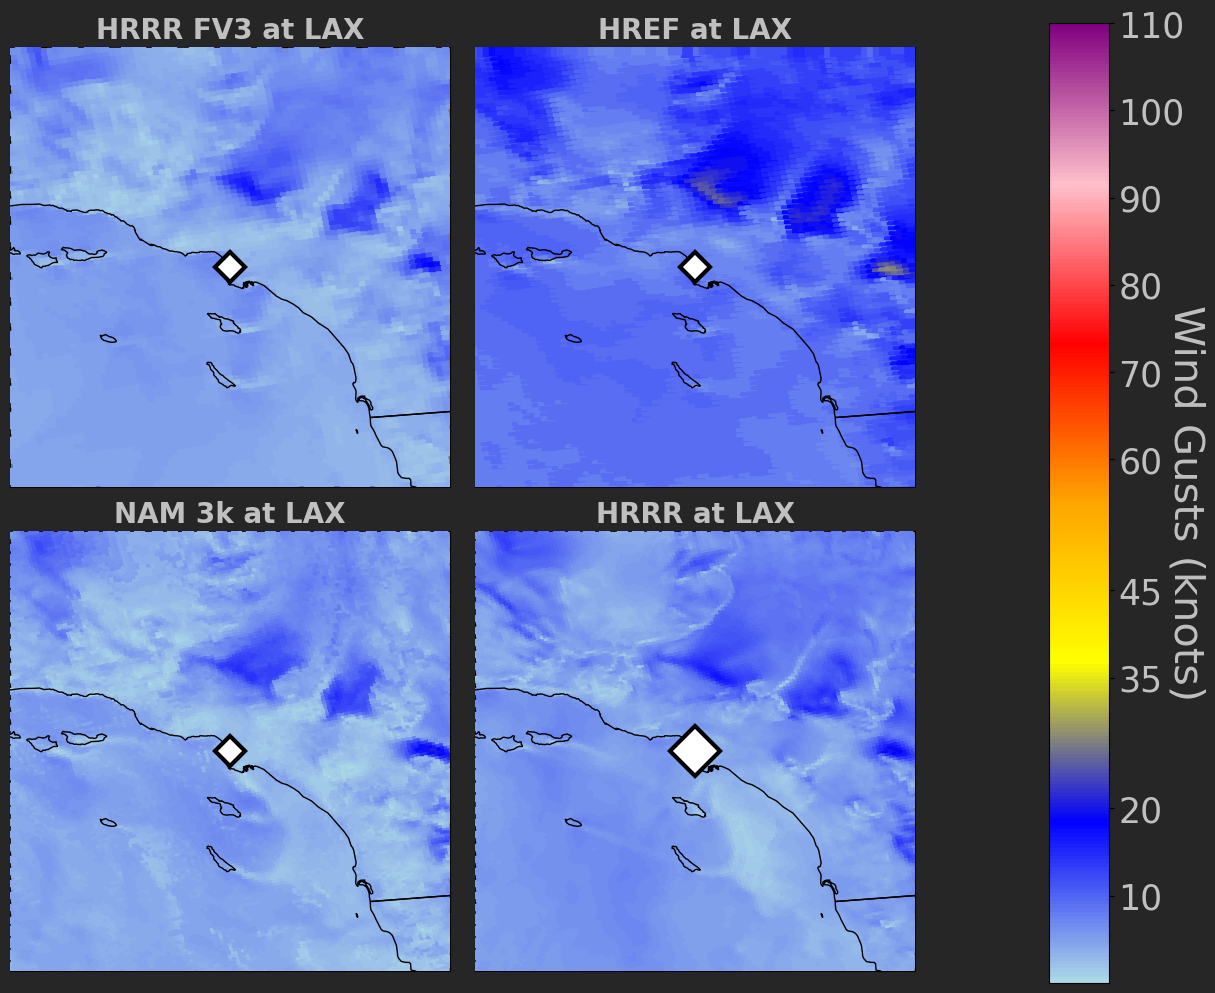 HRRR FV3 at LAX
HREF at LAX
NAM 3k at LAX
HRRR at LAX
110
100
90
80
70
60
45
35
20
10
Wind Gusts (knots)